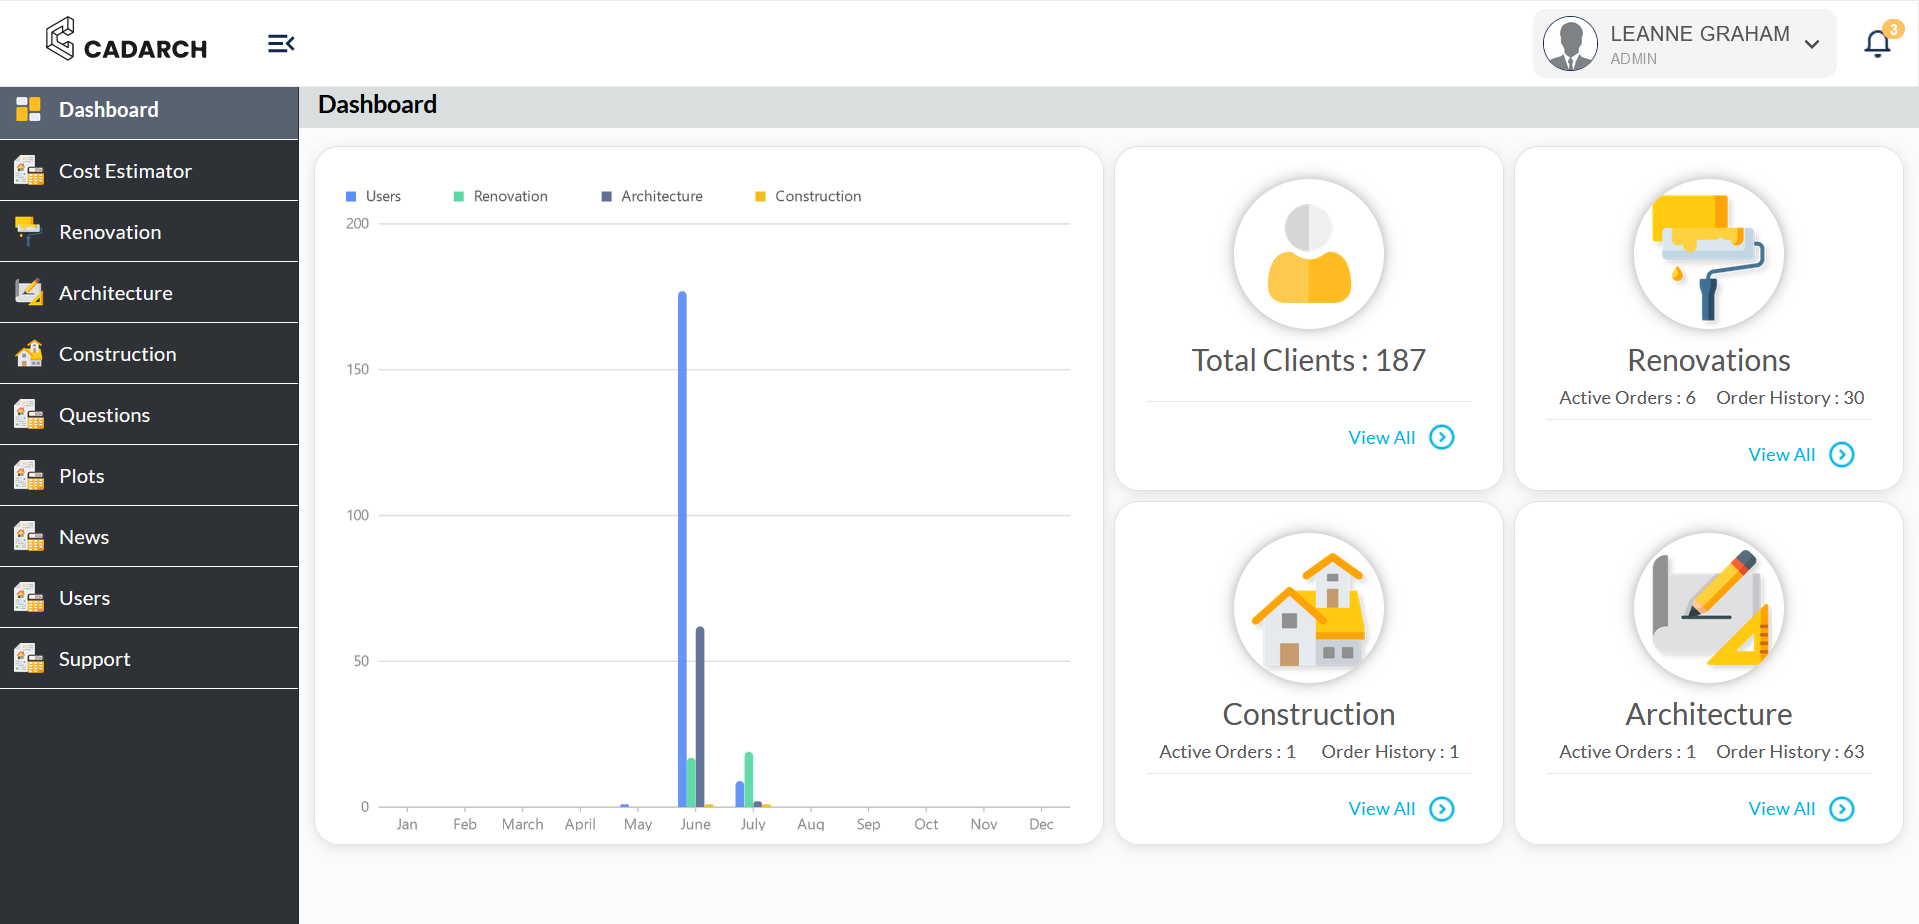 CADARCH
LEANNE GRAHAM
ADMIN
3
Dashboard
Cost Estimator
Renovation
Architecture
Construction
Questions
Plots
News
Users
Support
Dashboard
Users Renovation Architecture Construction
200
150
100
50
0
Jan Feb March April May June July Aug Sep Oct Nov Dec
Total Clients : 187
View All
Renovations
Active Orders : 6 Order History : 30
View All
Construction
Active Orders : 1 Order History : 1
View All
Architecture
Active Orders : 1 Order History : 63
View All